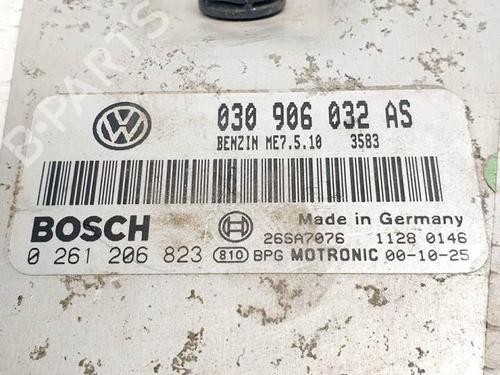 B-PARTS
VW
030 906 032 AS
BENZIN ME7.5.10 3583
BOSCH
Made in Germany
26SA7076 1128 0146
0 261 206 823 810 BPG MOTRONIC 00-10-25